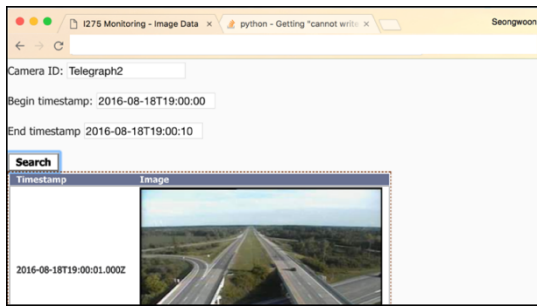 I275 Monitoring - Image Data × python - Getting "cannot write × Seongwoon
Camera ID: Telegraph2
Begin timestamp: 2016-08-18T19:00:00
End timestamp 2016-08-18T19:00:10
Search
Timestamp Image
2016-08-18T19:00:01.000Z